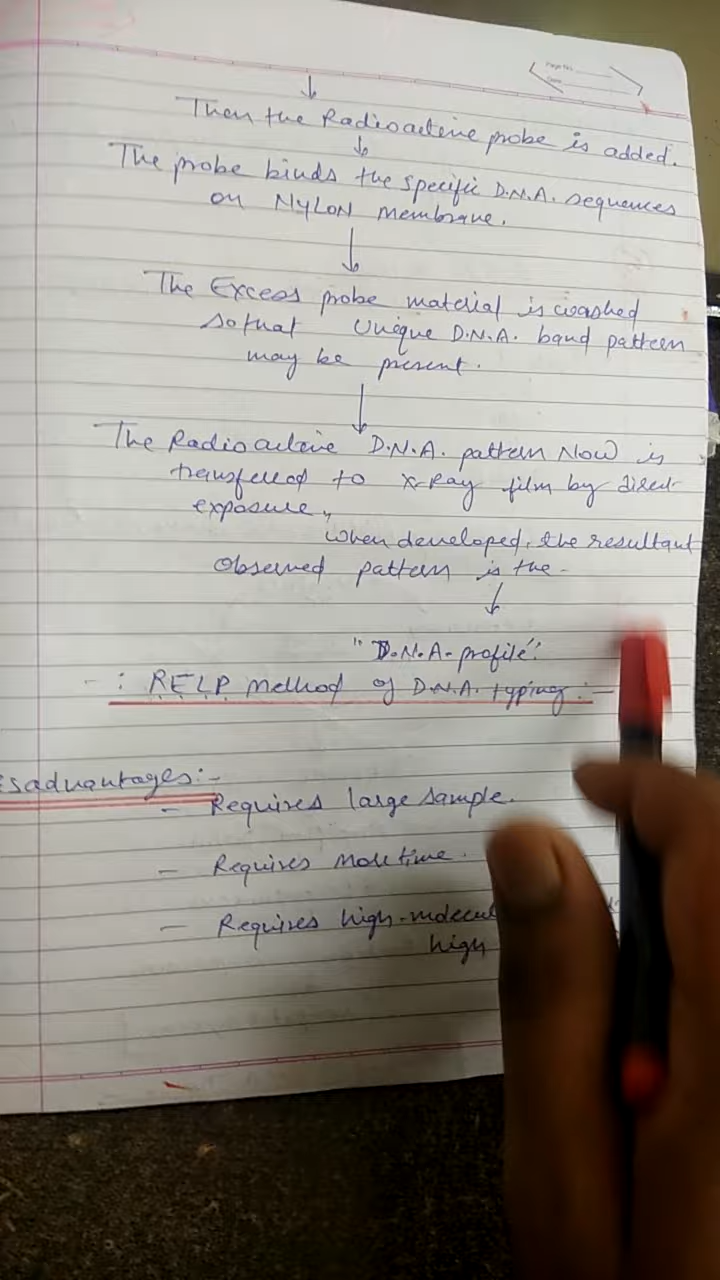 Page No.
Date
↓
Then the Radioactive probe is added.
↓
The probe binds the specific D.N.A. sequences
on NYLON membrane.
↓
The Excess probe material is washed
so that Unique D.N.A. band pattern
may be present.
↓
The Radioactive D.N.A. pattern Now is
transferred to X-Ray film by direct
exposure,,
when developed, the resultant
Observed pattern is the -
↓
"D.N.A- profile".
- : RFLP Method of D.N.A. typing : -
sadvantages :-
- Requires large sample.
- Requires more time.
- Requires high-molecul
high